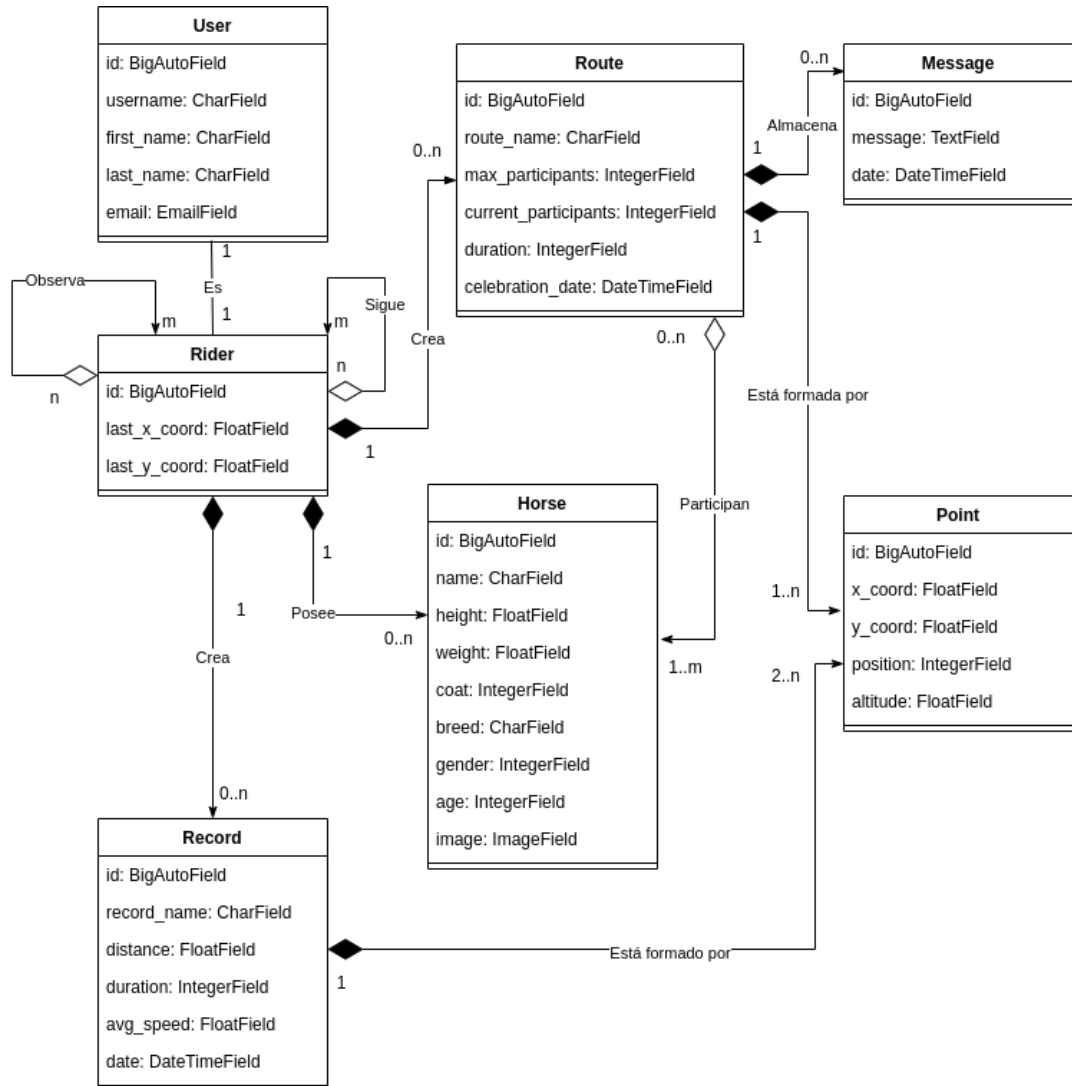 User
id: BigAutoField
username: CharField
first_name: CharField
last_name: CharField
email: EmailField
1
Es
1
Observa
m
n
Sigue
m
n
Rider
id: BigAutoField
last_x_coord: FloatField
last_y_coord: FloatField
1
Crea
0..n
Route
id: BigAutoField
route_name: CharField
max_participants: IntegerField
current_participants: IntegerField
duration: IntegerField
celebration_date: DateTimeField
1
Almacena
0..n
Message
id: BigAutoField
message: TextField
date: DateTimeField
1
Está formada por
1..n
0..n
Participan
1..m
1
Posee
0..n
Horse
id: BigAutoField
name: CharField
height: FloatField
weight: FloatField
coat: IntegerField
breed: CharField
gender: IntegerField
age: IntegerField
image: ImageField
Point
id: BigAutoField
x_coord: FloatField
y_coord: FloatField
position: IntegerField
altitude: FloatField
1
Crea
0..n
Record
id: BigAutoField
record_name: CharField
distance: FloatField
duration: IntegerField
avg_speed: FloatField
date: DateTimeField
1
Está formado por
2..n